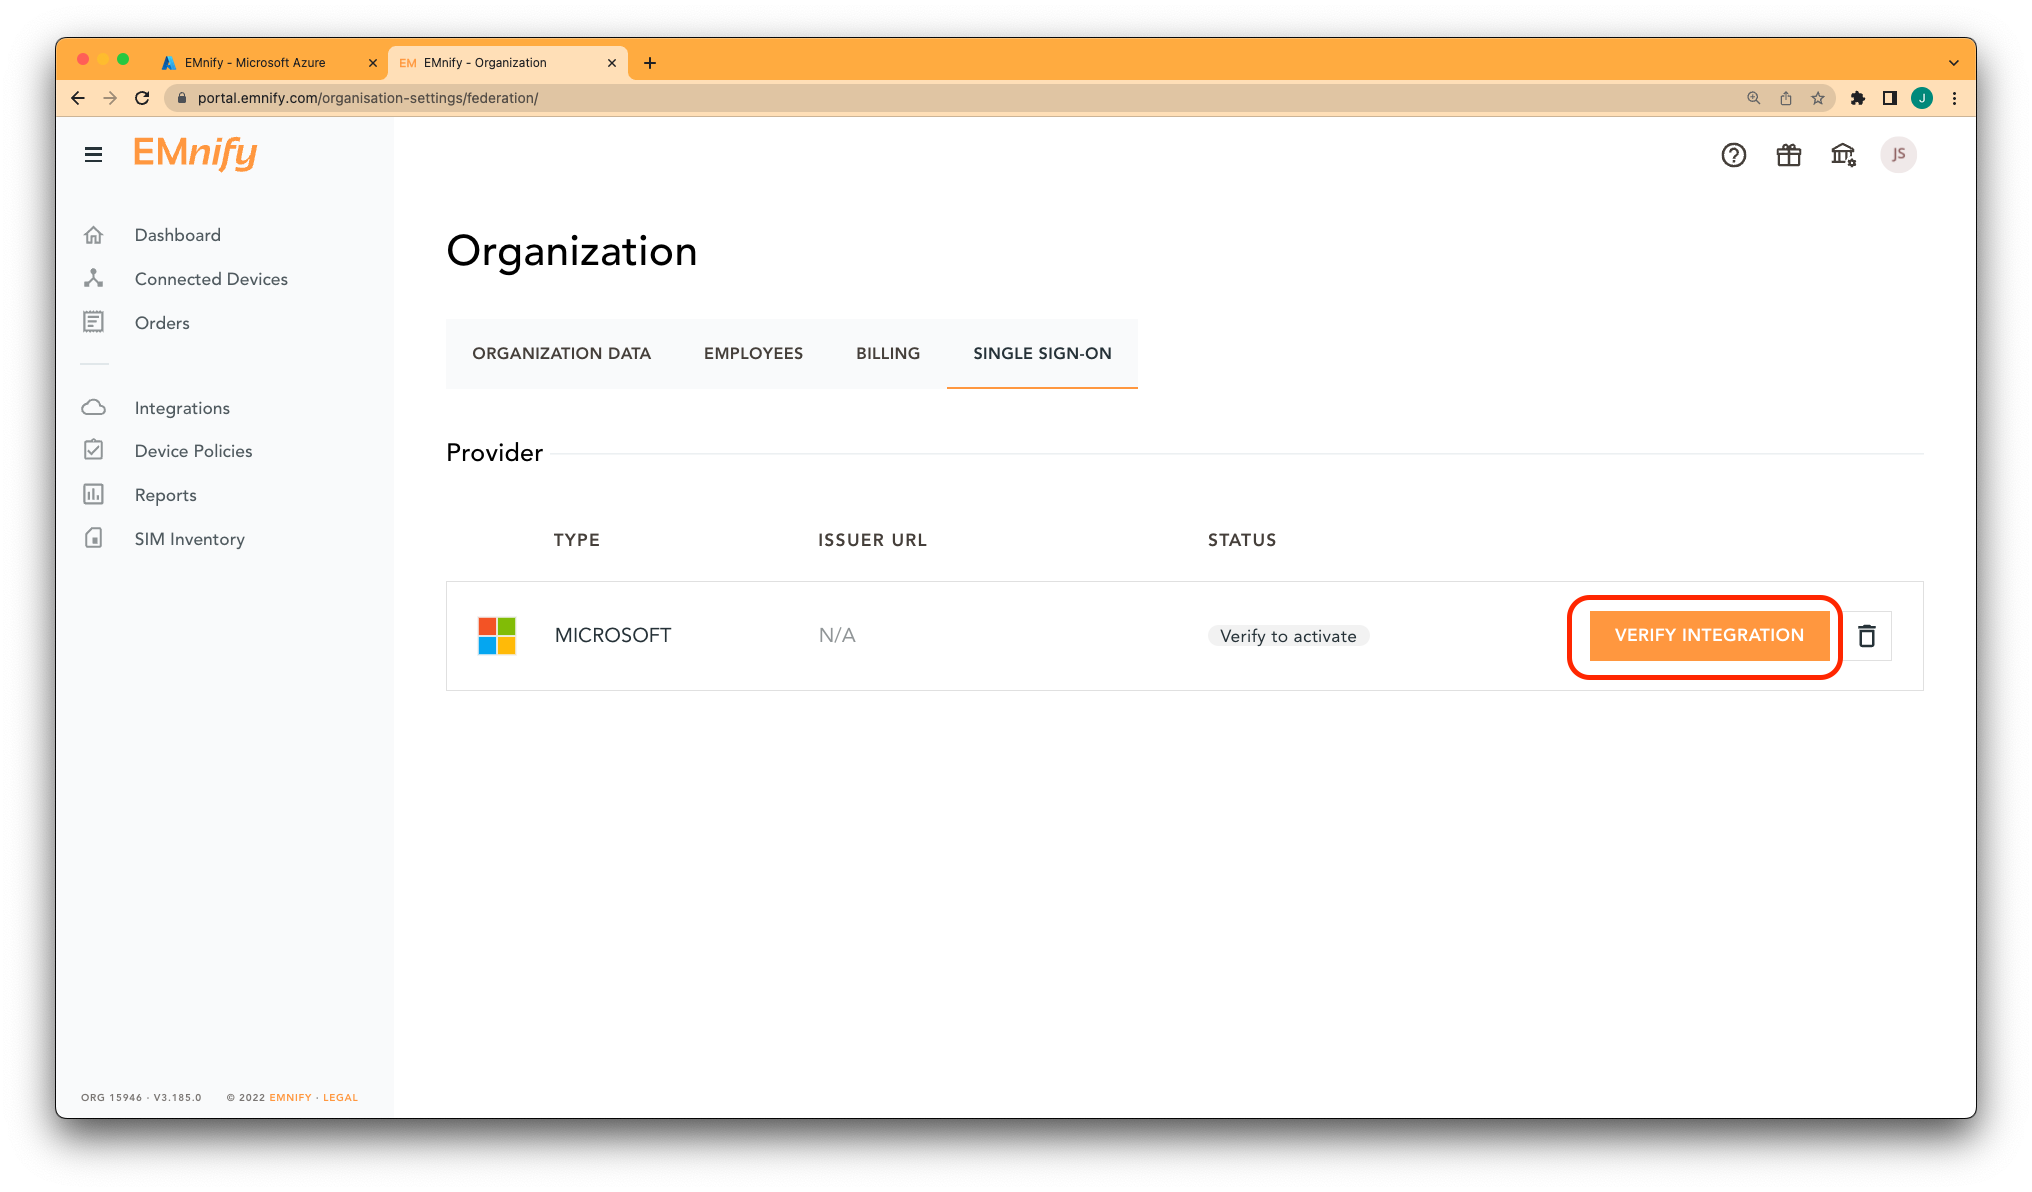 EMnify - Microsoft Azure
EM EMnify - Organization
portal.emnify.com/organisation-settings/federation/
J
EMnify
JS
Dashboard
Connected Devices
Orders
Integrations
Device Policies
Reports
SIM Inventory
Organization
ORGANIZATION DATA EMPLOYEES BILLING SINGLE SIGN-ON
Provider
TYPE ISSUER URL STATUS
MICROSOFT N/A Verify to activate VERIFY INTEGRATION
ORG 15946 · V3.185.0 © 2022 EMNIFY · LEGAL